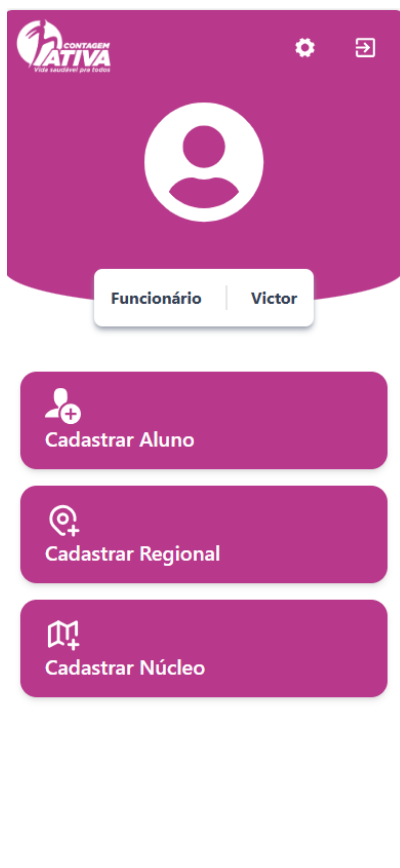 CONTAGEM
ATIVA
Vida saudável pra todos
Funcionário Victor
Cadastrar Aluno
Cadastrar Regional
Cadastrar Núcleo